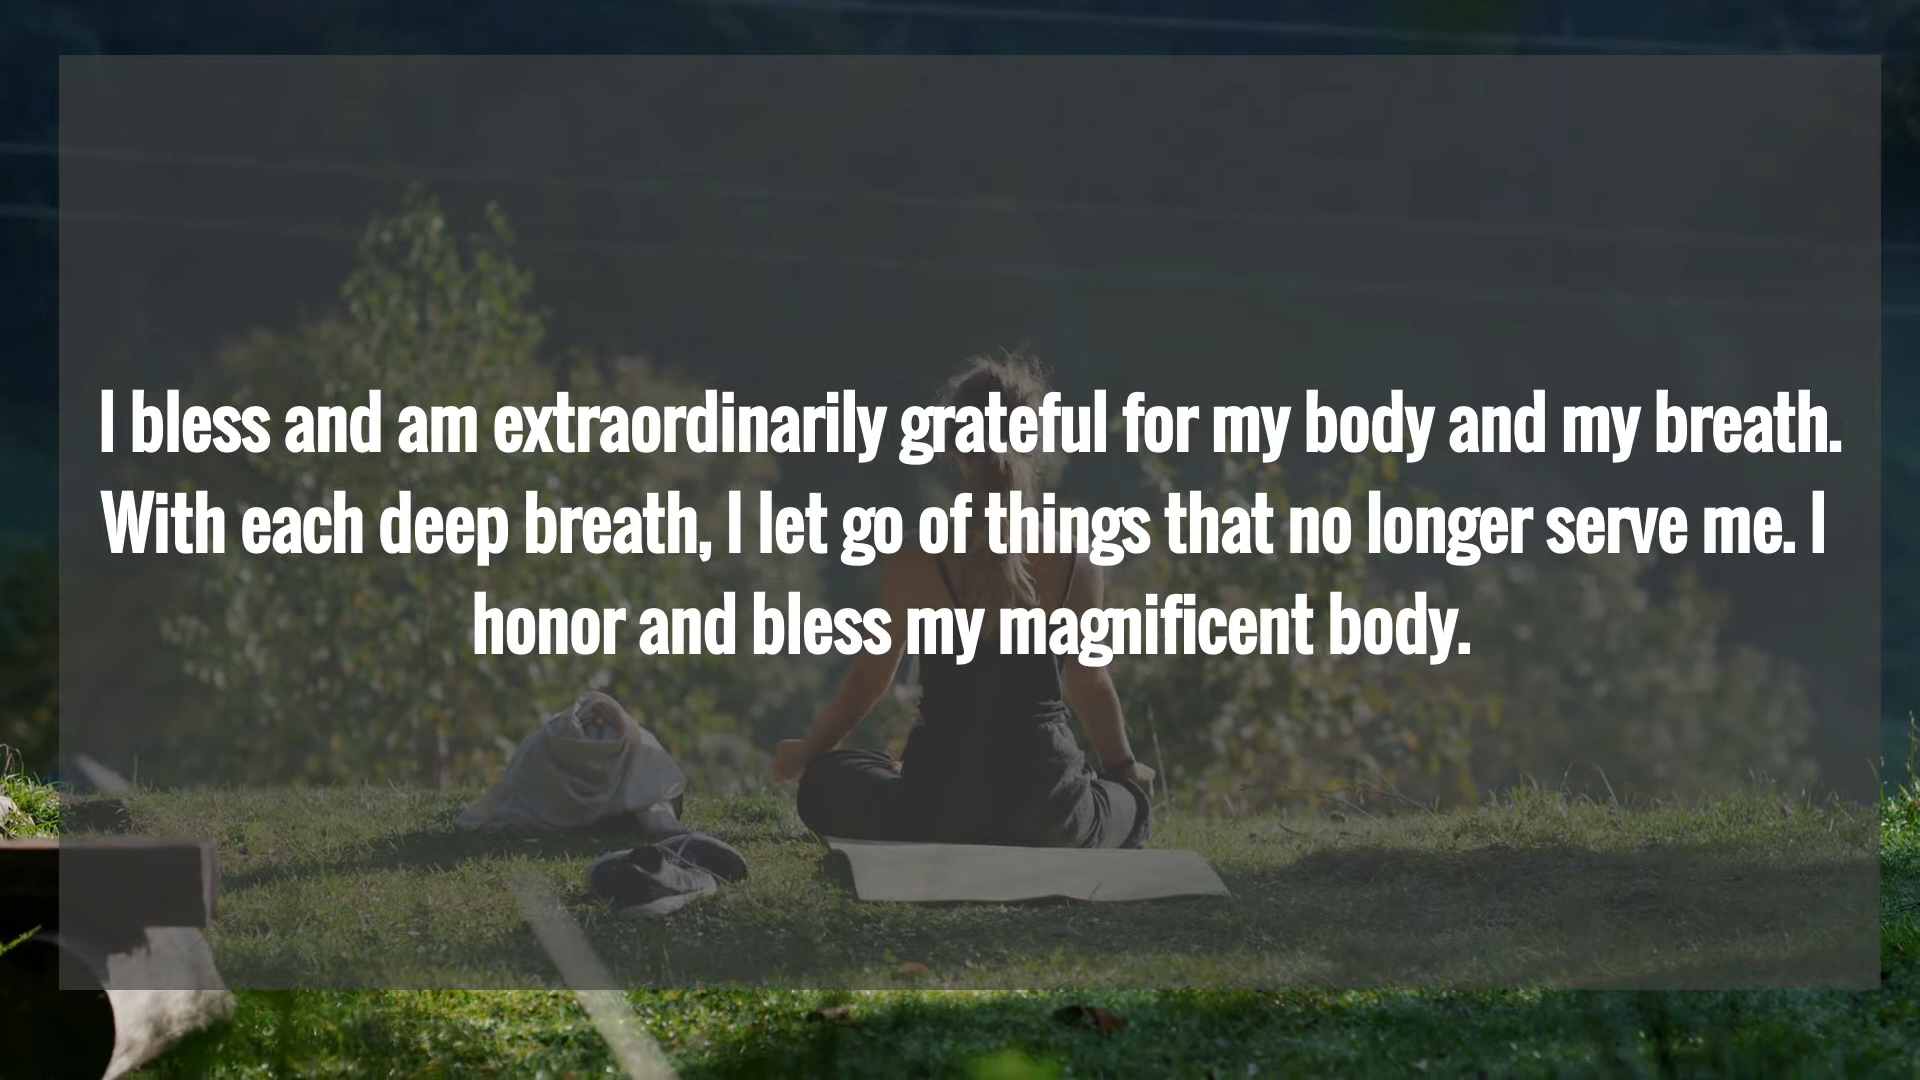 I bless and am extraordinarily grateful for my body and my breath.
With each deep breath, I let go of things that no longer serve me. I
honor and bless my magnificent body.